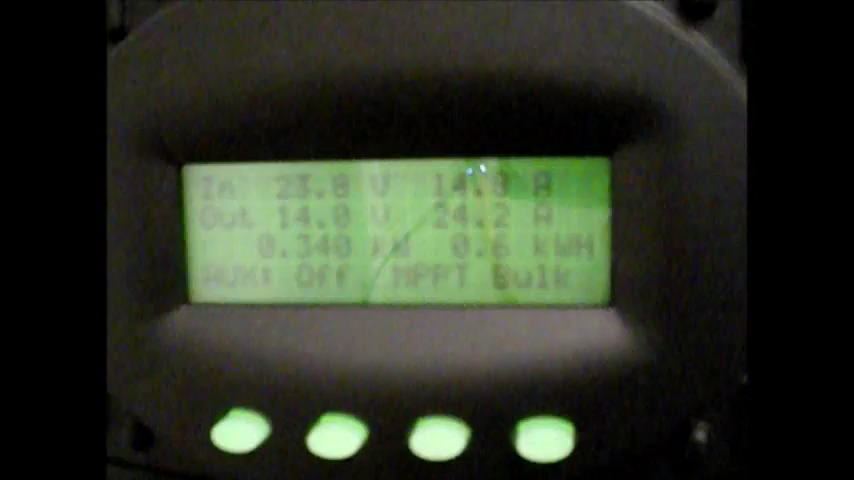 In 23.8 V 14.8 A
Out 14.0 V 24.2 A
0.340 kW 0.6 kWH
AUX: Off MPPT Bulk